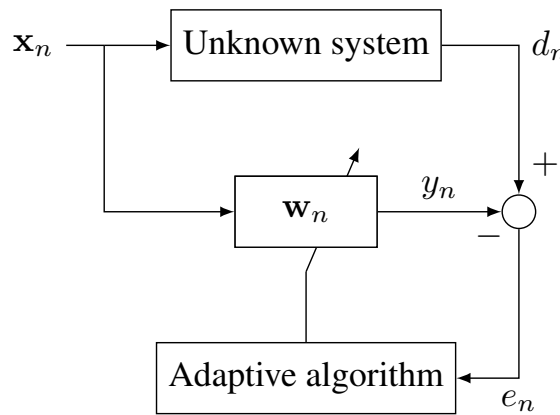 x_n
Unknown system
d_n
+
w_n
y_n
−
Adaptive algorithm
e_n